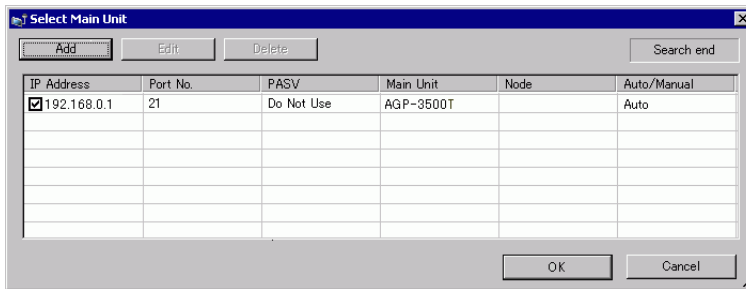 Select Main Unit
Add Edit Delete Search end
IP Address Port No. PASV Main Unit Node Auto/Manual
192.168.0.1 21 Do Not Use AGP-3500T Auto
OK Cancel